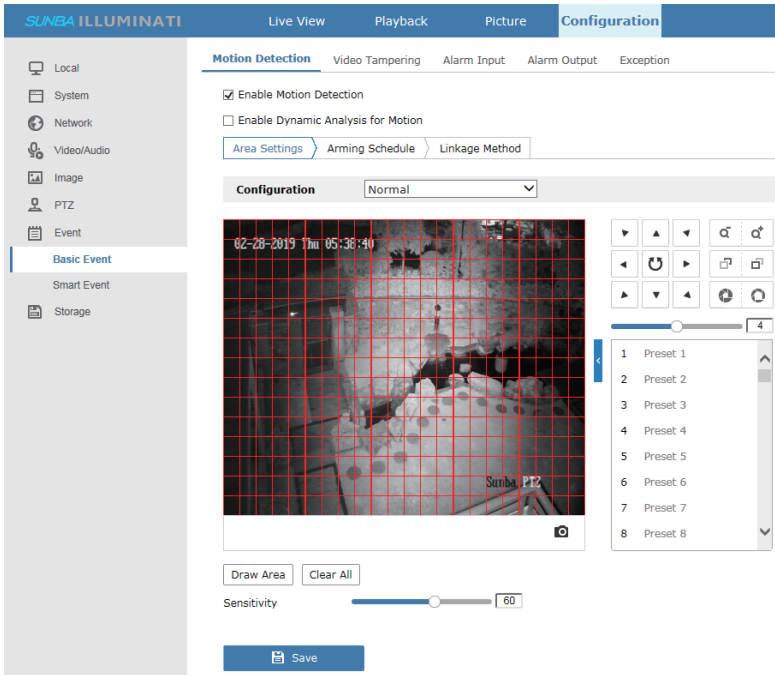 SUNBA ILLUMINATI
Live View Playback Picture Configuration
Local
System
Network
Video/Audio
Image
PTZ
Event
Basic Event
Smart Event
Storage
Motion Detection Video Tampering Alarm Input Alarm Output Exception
Enable Motion Detection
Enable Dynamic Analysis for Motion
Area Settings Arming Schedule Linkage Method
Configuration Normal
02-28-2019 Thu 05:38:40
Sunba PTZ
4
1 Preset 1
2 Preset 2
3 Preset 3
4 Preset 4
5 Preset 5
6 Preset 6
7 Preset 7
8 Preset 8
Draw Area Clear All
Sensitivity 60
Save